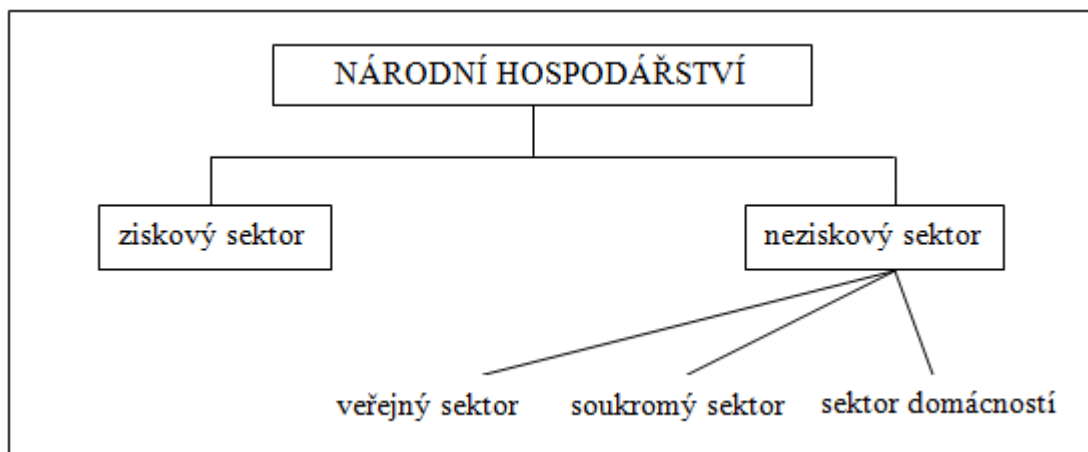 NÁRODNÍ HOSPODÁŘSTVÍ
ziskový sektor
neziskový sektor
veřejný sektor
soukromý sektor
sektor domácností